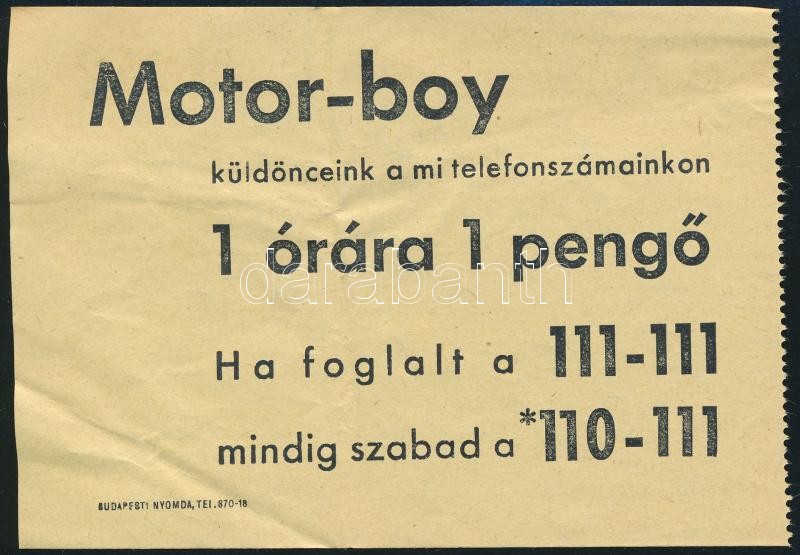 Motor-boy
küldönceink a mi telefonszámainkon
1 órára 1 pengő
darabanth
Ha foglalt a 111-111
mindig szabad a *110-111
BUDAPESTI NYOMDA, TEL. 870-18